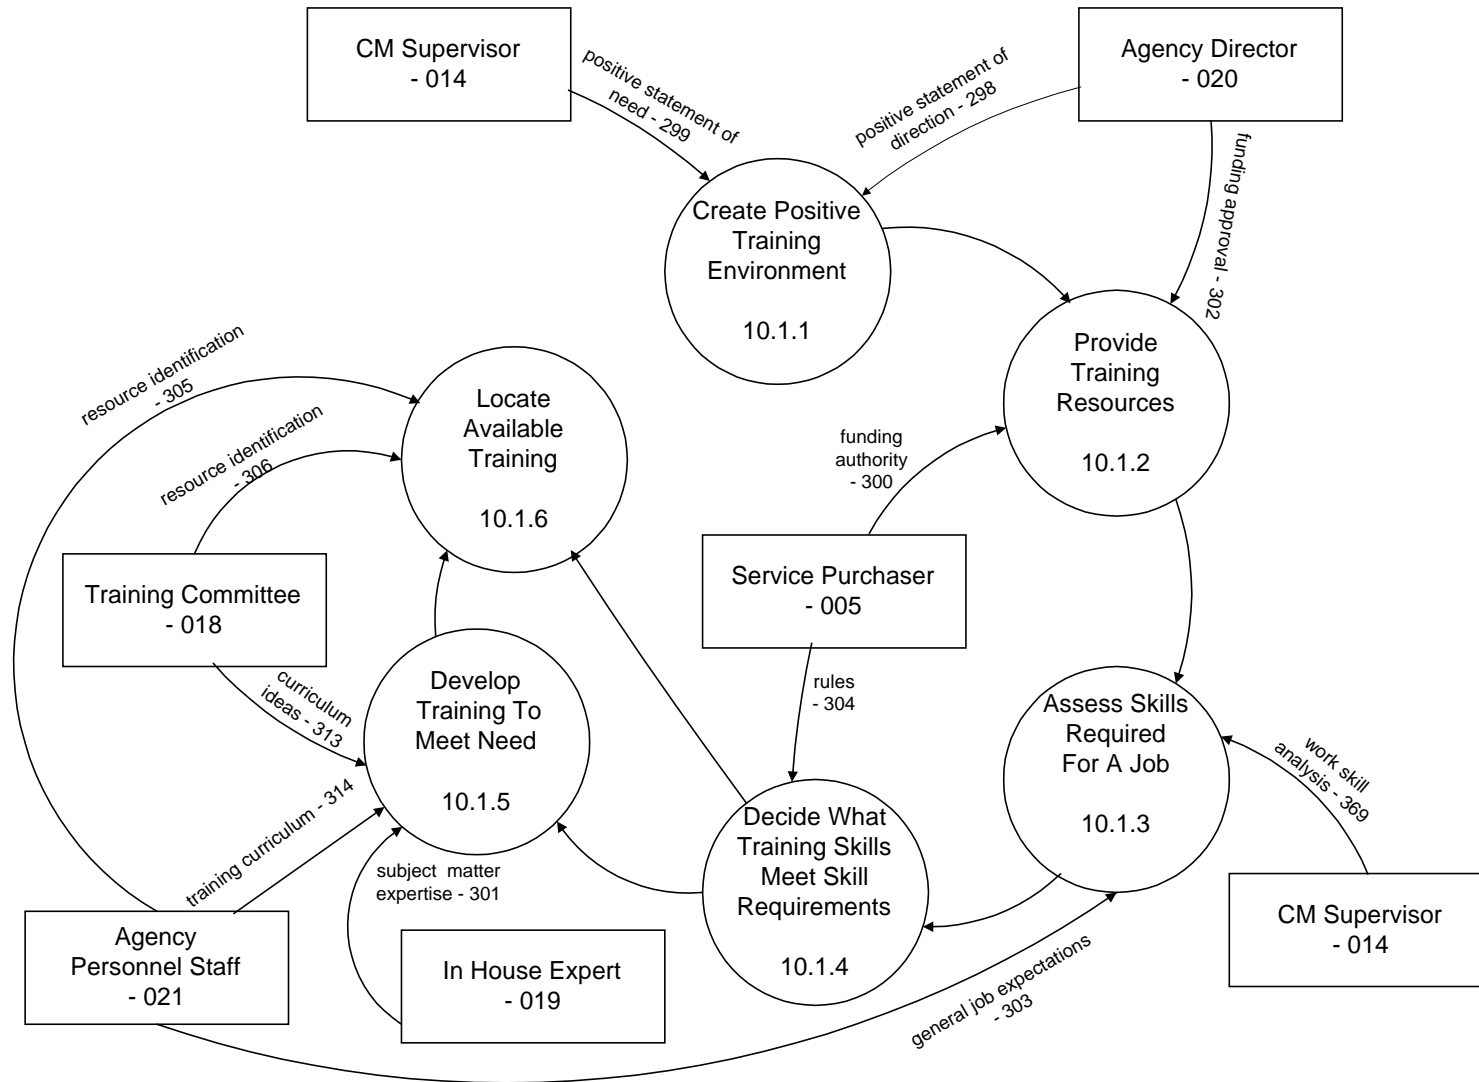 CM Supervisor
- 014
positive statement of
need - 299
positive statement of
direction - 298
Agency Director
- 020
funding approval - 302
Create Positive
Training
Environment
10.1.1
Provide
Training
Resources
10.1.2
resource identification
- 305
resource identification
- 306
Locate
Available
Training
10.1.6
funding
authority
- 300
Training Committee
- 018
Service Purchaser
- 005
curriculum
ideas - 313
Develop
Training To
Meet Need
10.1.5
rules
- 304
Assess Skills
Required
For A Job
10.1.3
work skill
analysis - 369
training curriculum - 314
subject matter
expertise - 301
Decide What
Training Skills
Meet Skill
Requirements
10.1.4
Agency
Personnel Staff
- 021
In House Expert
- 019
general job expectations
- 303
CM Supervisor
- 014